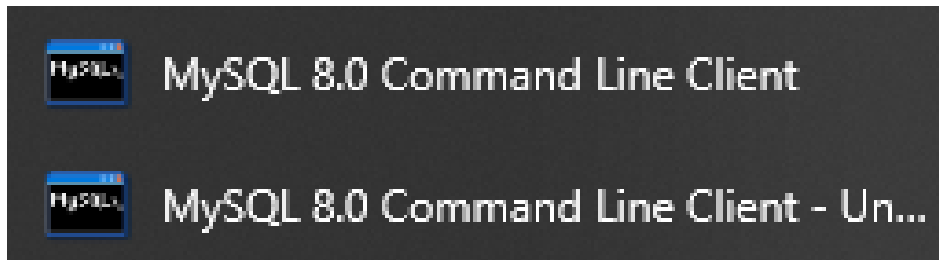 MySQL 8.0 Command Line Client
MySQL 8.0 Command Line Client - Un...